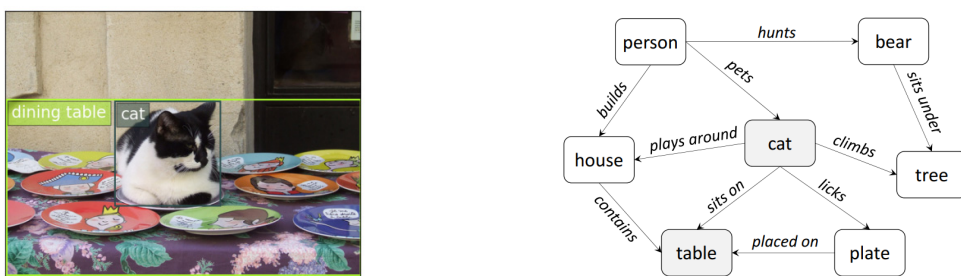 dining table
cat
person
hunts
bear
pets
builds
sits under
house
plays around
cat
climbs
tree
contains
sits on
licks
table
placed on
plate